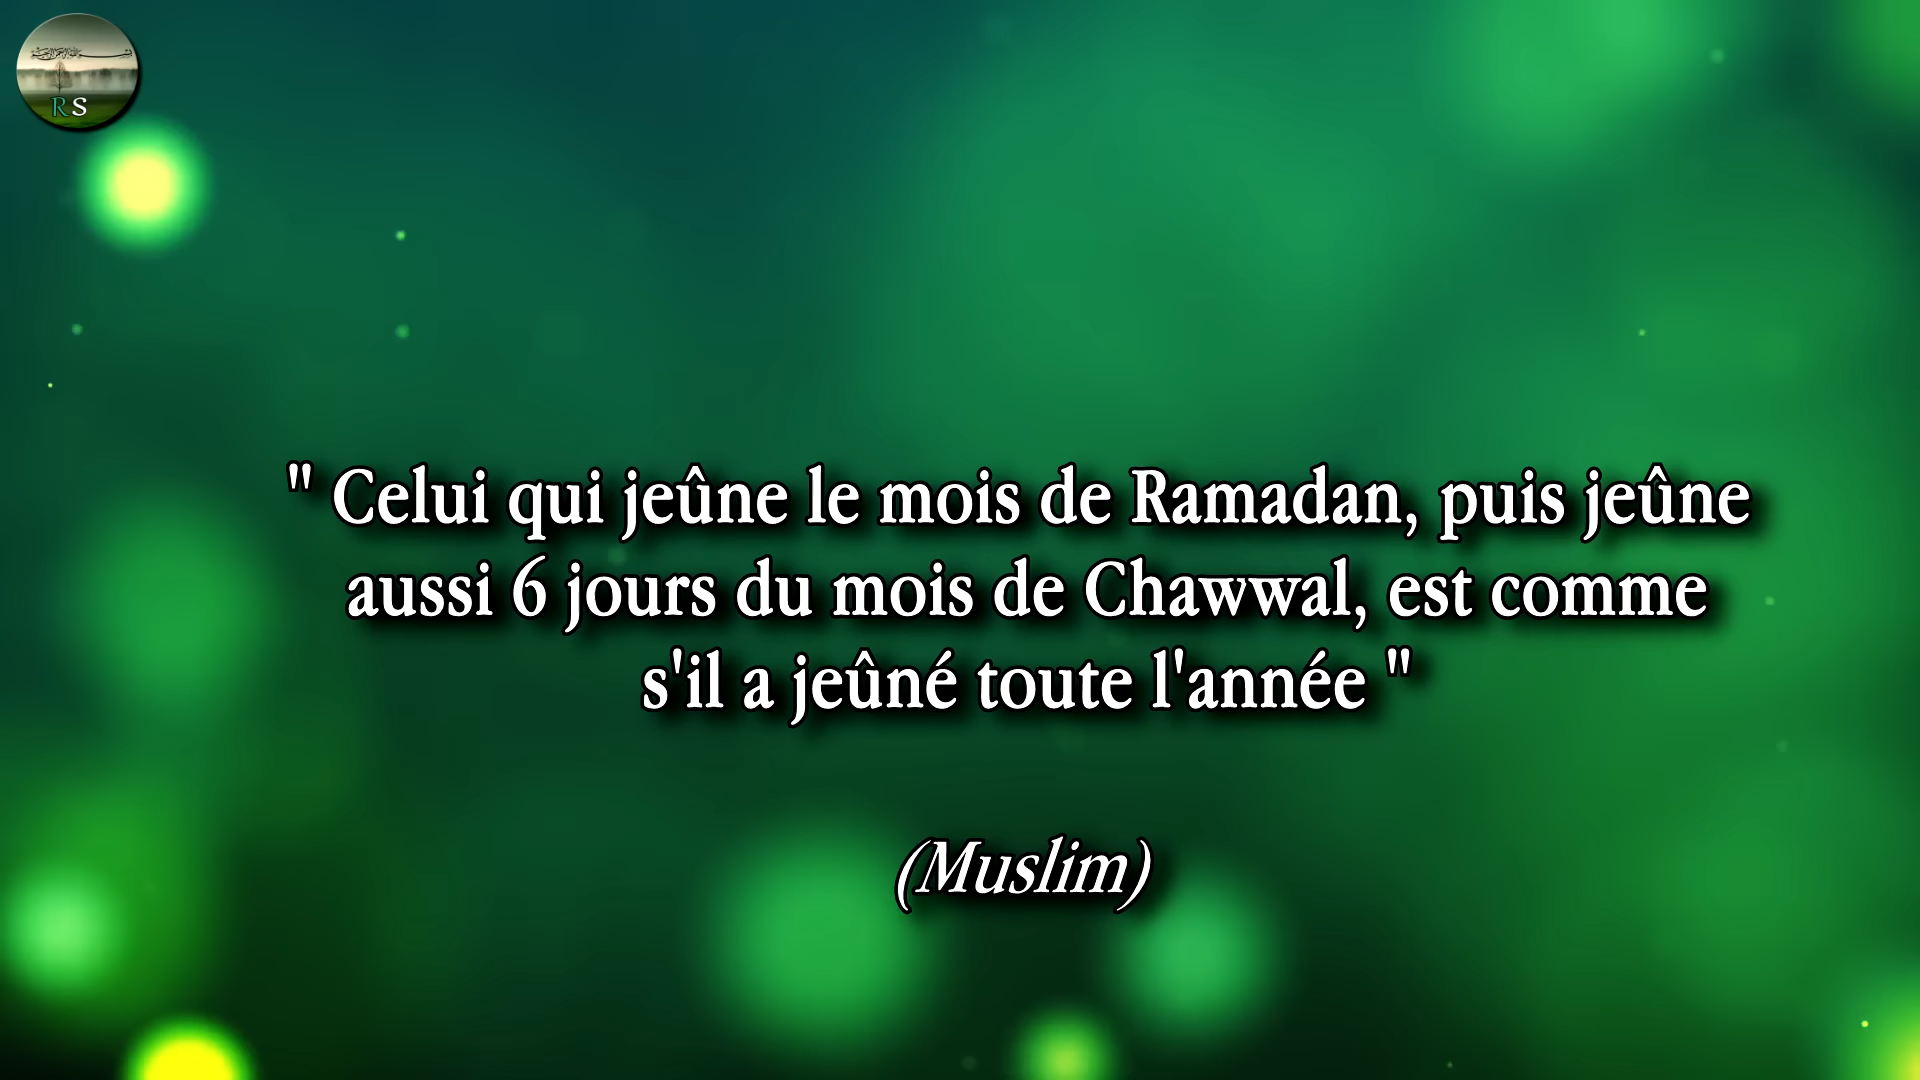 RS
" Celui qui jeûne le mois de Ramadan, puis jeûne
aussi 6 jours du mois de Chawwal, est comme
s'il a jeûné toute l'année "
(Muslim)